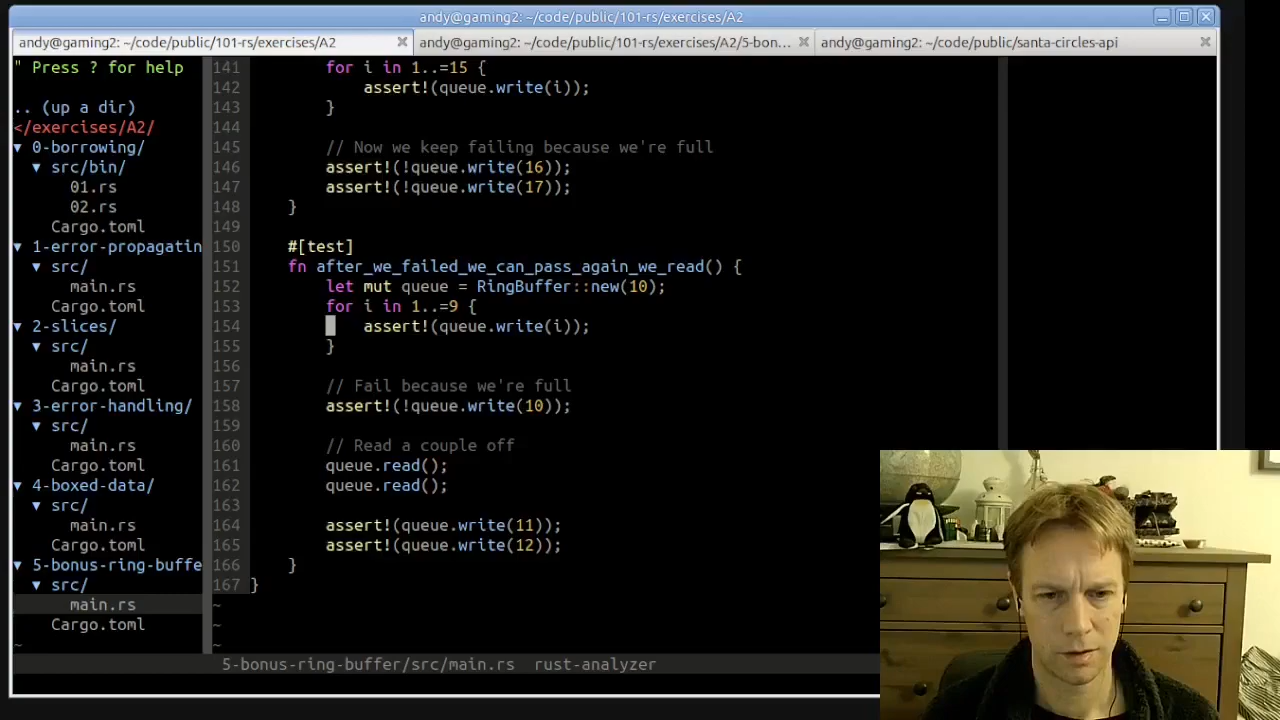 andy@gaming2: ~/code/public/101-rs/exercises/A2
andy@gaming2: ~/code/public/101-rs/exercises/A2
andy@gaming2: ~/code/public/101-rs/exercises/A2/5-bon...
andy@gaming2: ~/code/public/santa-circles-api
" Press ? for help
.. (up a dir)
</exercises/A2/
▼ 0-borrowing/
▼ src/bin/
01.rs
02.rs
Cargo.toml
▼ 1-error-propagatin
▼ src/
main.rs
Cargo.toml
▼ 2-slices/
▼ src/
main.rs
Cargo.toml
▼ 3-error-handling/
▼ src/
main.rs
Cargo.toml
▼ 4-boxed-data/
▼ src/
main.rs
Cargo.toml
▼ 5-bonus-ring-buffe
▼ src/
main.rs
Cargo.toml
~
141 for i in 1..=15 {
142 assert!(queue.write(i));
143 }
144
145 // Now we keep failing because we're full
146 assert!(!queue.write(16));
147 assert!(!queue.write(17));
148 }
149
150 #[test]
151 fn after_we_failed_we_can_pass_again_we_read() {
152 let mut queue = RingBuffer::new(10);
153 for i in 1..=9 {
154 assert!(queue.write(i));
155 }
156
157 // Fail because we're full
158 assert!(!queue.write(10));
159
160 // Read a couple off
161 queue.read();
162 queue.read();
163
164 assert!(queue.write(11));
165 assert!(queue.write(12));
166 }
167 }
~
~
~
5-bonus-ring-buffer/src/main.rs rust-analyzer